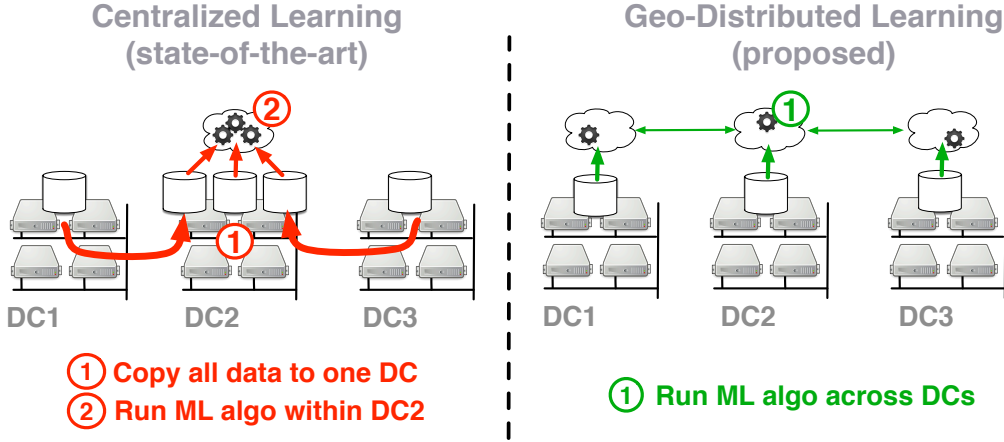 Centralized Learning
(state-of-the-art)
2
1
DC1 DC2 DC3
1 Copy all data to one DC
2 Run ML algo within DC2
Geo-Distributed Learning
(proposed)
1
DC1 DC2 DC3
1 Run ML algo across DCs